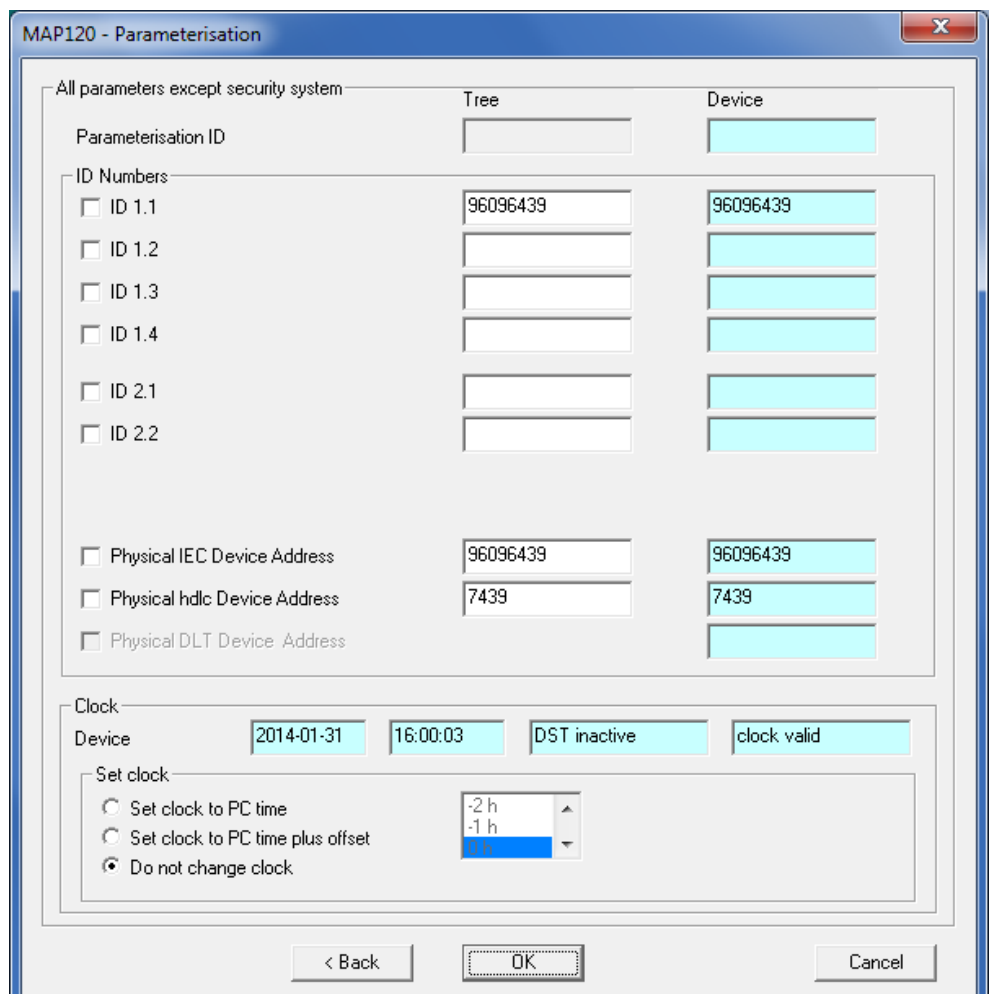 MAP120 - Parameterisation
All parameters except security system
Tree Device
Parameterisation ID
ID Numbers
ID 1.1 96096439 96096439
ID 1.2
ID 1.3
ID 1.4
ID 2.1
ID 2.2
Physical IEC Device Address 96096439 96096439
Physical hdlc Device Address 7439 7439
Physical DLT Device Address
Clock
Device 2014-01-31 16:00:03 DST inactive clock valid
Set clock
Set clock to PC time -2 h
-1 h
Set clock to PC time plus offset
0 h
Do not change clock
< Back OK Cancel